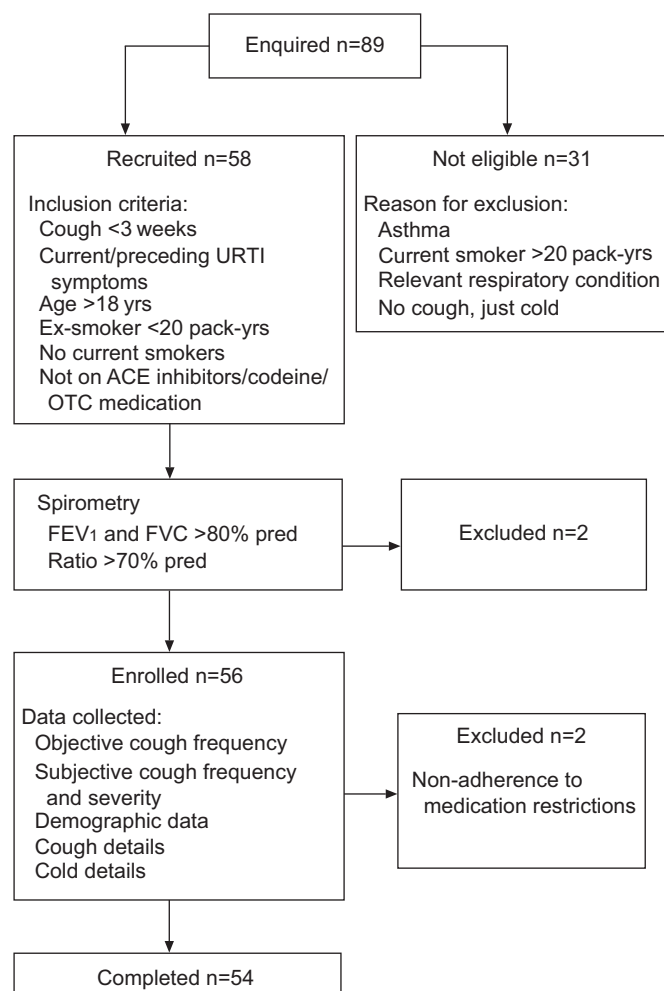 Enquired n=89
Recruited n=58
Inclusion criteria:
Cough <3 weeks
Current/preceding URTI
symptoms
Age >18 yrs
Ex-smoker <20 pack-yrs
No current smokers
Not on ACE inhibitors/codeine/
OTC medication
Not eligible n=31
Reason for exclusion:
Asthma
Current smoker >20 pack-yrs
Relevant respiratory condition
No cough, just cold
Spirometry
FEV1 and FVC >80% pred
Ratio >70% pred
Excluded n=2
Enrolled n=56
Data collected:
Objective cough frequency
Subjective cough frequency
and severity
Demographic data
Cough details
Cold details
Excluded n=2
Non-adherence to
medication restrictions
Completed n=54